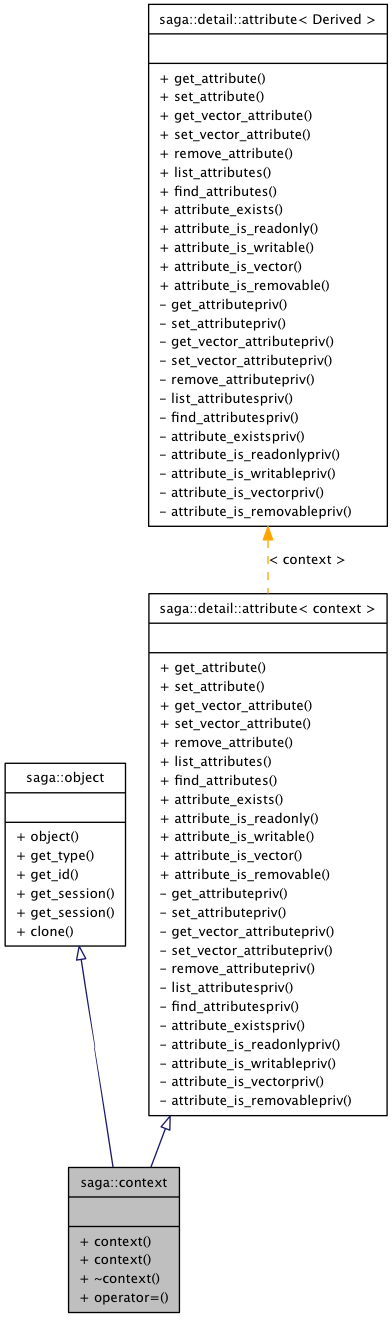 saga::detail::attribute< Derived >
+ get_attribute()
+ set_attribute()
+ get_vector_attribute()
+ set_vector_attribute()
+ remove_attribute()
+ list_attributes()
+ find_attributes()
+ attribute_exists()
+ attribute_is_readonly()
+ attribute_is_writable()
+ attribute_is_vector()
+ attribute_is_removable()
– get_attributepriv()
– set_attributepriv()
– get_vector_attributepriv()
– set_vector_attributepriv()
– remove_attributepriv()
– list_attributespriv()
– find_attributespriv()
– attribute_existspriv()
– attribute_is_readonlypriv()
– attribute_is_writablepriv()
– attribute_is_vectorpriv()
– attribute_is_removablepriv()
< context >
saga::detail::attribute< context >
+ get_attribute()
+ set_attribute()
+ get_vector_attribute()
+ set_vector_attribute()
+ remove_attribute()
+ list_attributes()
+ find_attributes()
+ attribute_exists()
+ attribute_is_readonly()
+ attribute_is_writable()
+ attribute_is_vector()
+ attribute_is_removable()
– get_attributepriv()
– set_attributepriv()
– get_vector_attributepriv()
– set_vector_attributepriv()
– remove_attributepriv()
– list_attributespriv()
– find_attributespriv()
– attribute_existspriv()
– attribute_is_readonlypriv()
– attribute_is_writablepriv()
– attribute_is_vectorpriv()
– attribute_is_removablepriv()
saga::object
+ object()
+ get_type()
+ get_id()
+ get_session()
+ get_session()
+ clone()
saga::context
+ context()
+ context()
+ ~context()
+ operator=()